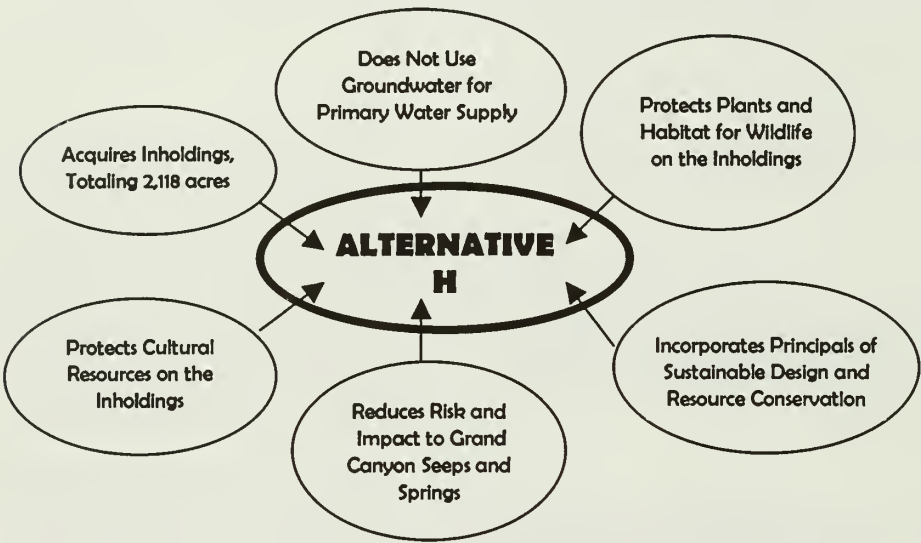 Does Not Use
Groundwater for
Primary Water Supply
Protects Plants and
Habitat for Wildlife
on the Inholdings
Acquires Inholdings,
Totaling 2,118 acres
ALTERNATIVE
H
Protects Cultural
Resources on the
Inholdings
Reduces Risk and
Impact to Grand
Canyon Seeps and
Springs
Incorporates Principals of
Sustainable Design and
Resource Conservation